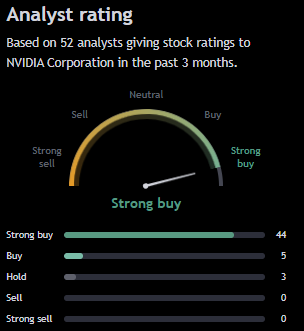 Analyst rating
Based on 52 analysts giving stock ratings to
NVIDIA Corporation in the past 3 months.
Neutral
Sell
Buy
Strong
sell
Strong
buy
Strong buy
Strong buy 44
Buy 5
Hold 3
Sell 0
Strong sell 0